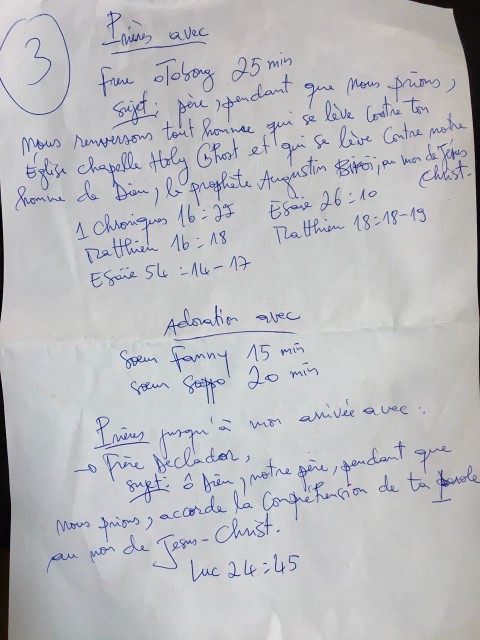 3
Prières avec
Frère 25 min
Sujet : père, pendant que nous prions,
nous renversons tout homme qui se lève contre ton
Église chapelle Holy Ghost et qui se lève contre notre
homme de Dieu, le prophète Augustin au nom de Jésus
Christ.
1 Chroniques 16:22 Esaïe 26:10
Matthieu 16:18 Matthieu 18:18-19
Esaïe 54:14-17
Adoration avec
Soeur Fanny 15 min
Soeur 20 min
Prières jusqu'à mon arrivée avec :
→ Frère Declador,
Sujet : ô Dieu, notre père, pendant que
nous prions, accorde la compréhension de ta parole
au nom de Jesus-Christ.
Luc 24:45